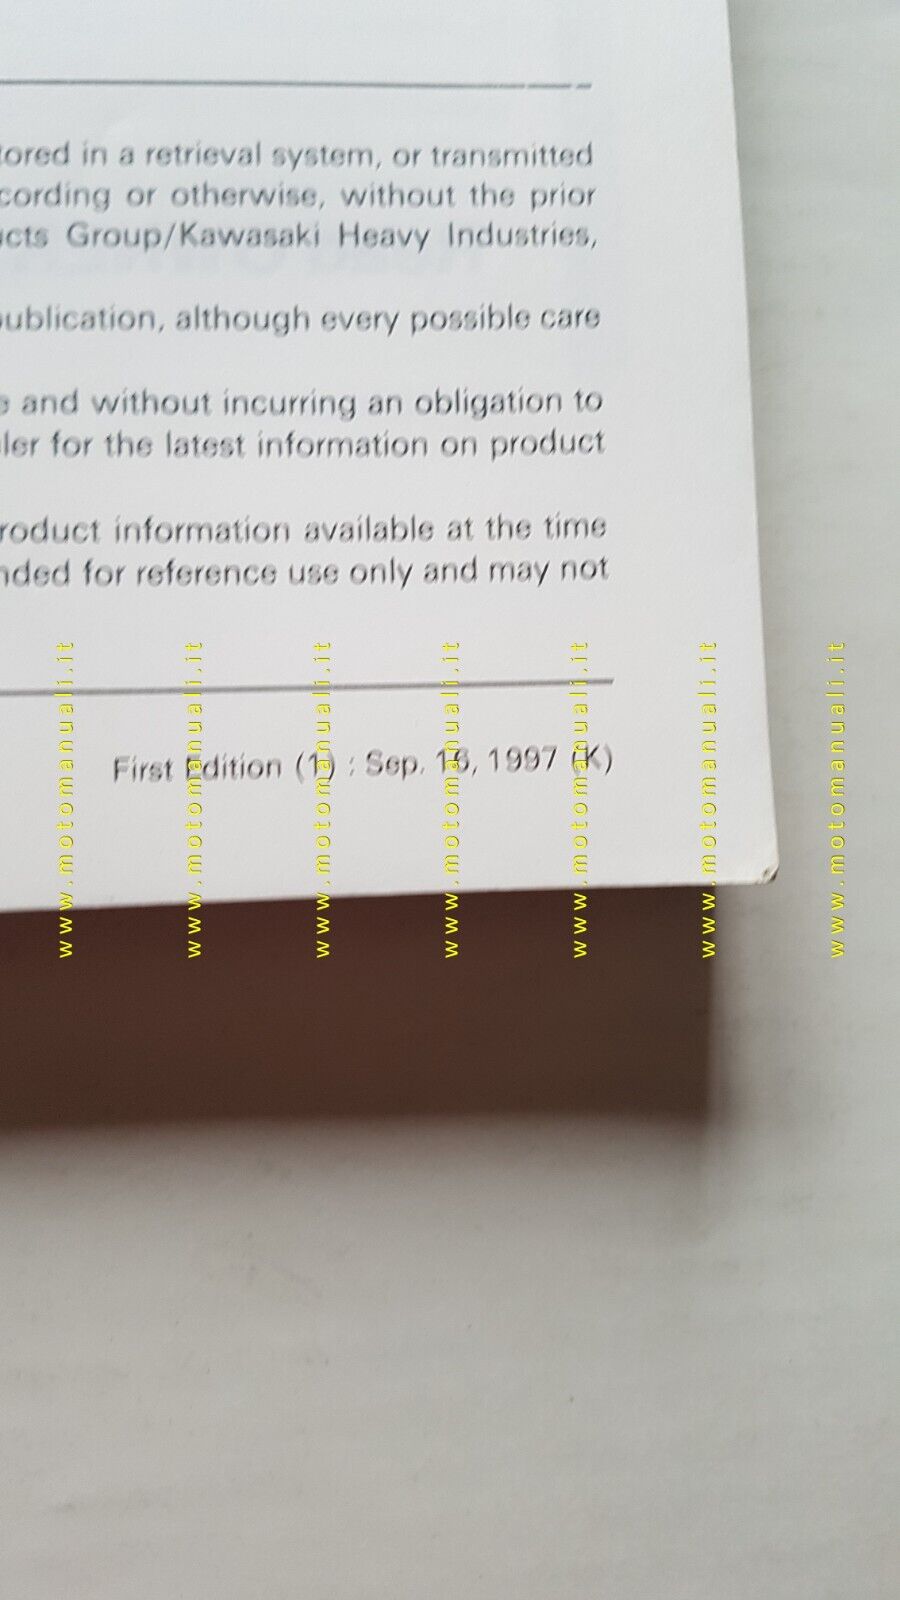 tored in a retrieval system, or transmitted
cording or otherwise, without the prior
ucts Group/Kawasaki Heavy Industries,
publication, although every possible care
e and without incurring an obligation to
ler for the latest information on product
roduct information available at the time
nded for reference use only and may not
First Edition (1) : Sep. 16, 1997 (K)
www.motomanuali.it
www.motomanuali.it
www.motomanuali.it
www.motomanuali.it
www.motomanuali.it
www.motomanuali.it
www.motomanuali.it